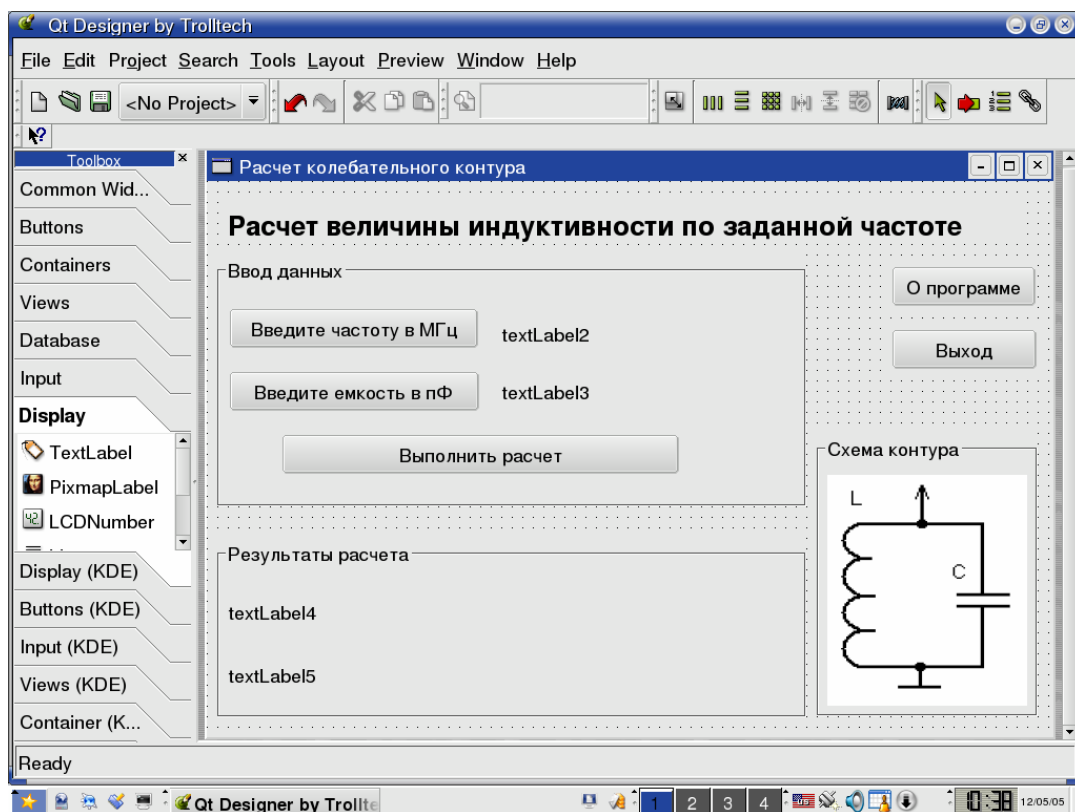 Qt Designer by Trolltech
File Edit Project Search Tools Layout Preview Window Help
<No Project>
Toolbox
Common Wid...
Buttons
Containers
Views
Database
Input
Display
TextLabel
PixmapLabel
LCDNumber
Display (KDE)
Buttons (KDE)
Input (KDE)
Views (KDE)
Container (K...
Расчет колебательного контура
Расчет величины индуктивности по заданной частоте
Ввод данных
Введите частоту в МГц textLabel2
Введите емкость в пФ textLabel3
Выполнить расчет
О программе
Выход
Результаты расчета
textLabel4
textLabel5
Схема контура
L
C
Ready
Qt Designer by Trollte
1 2 3 4
10:38
12/05/05